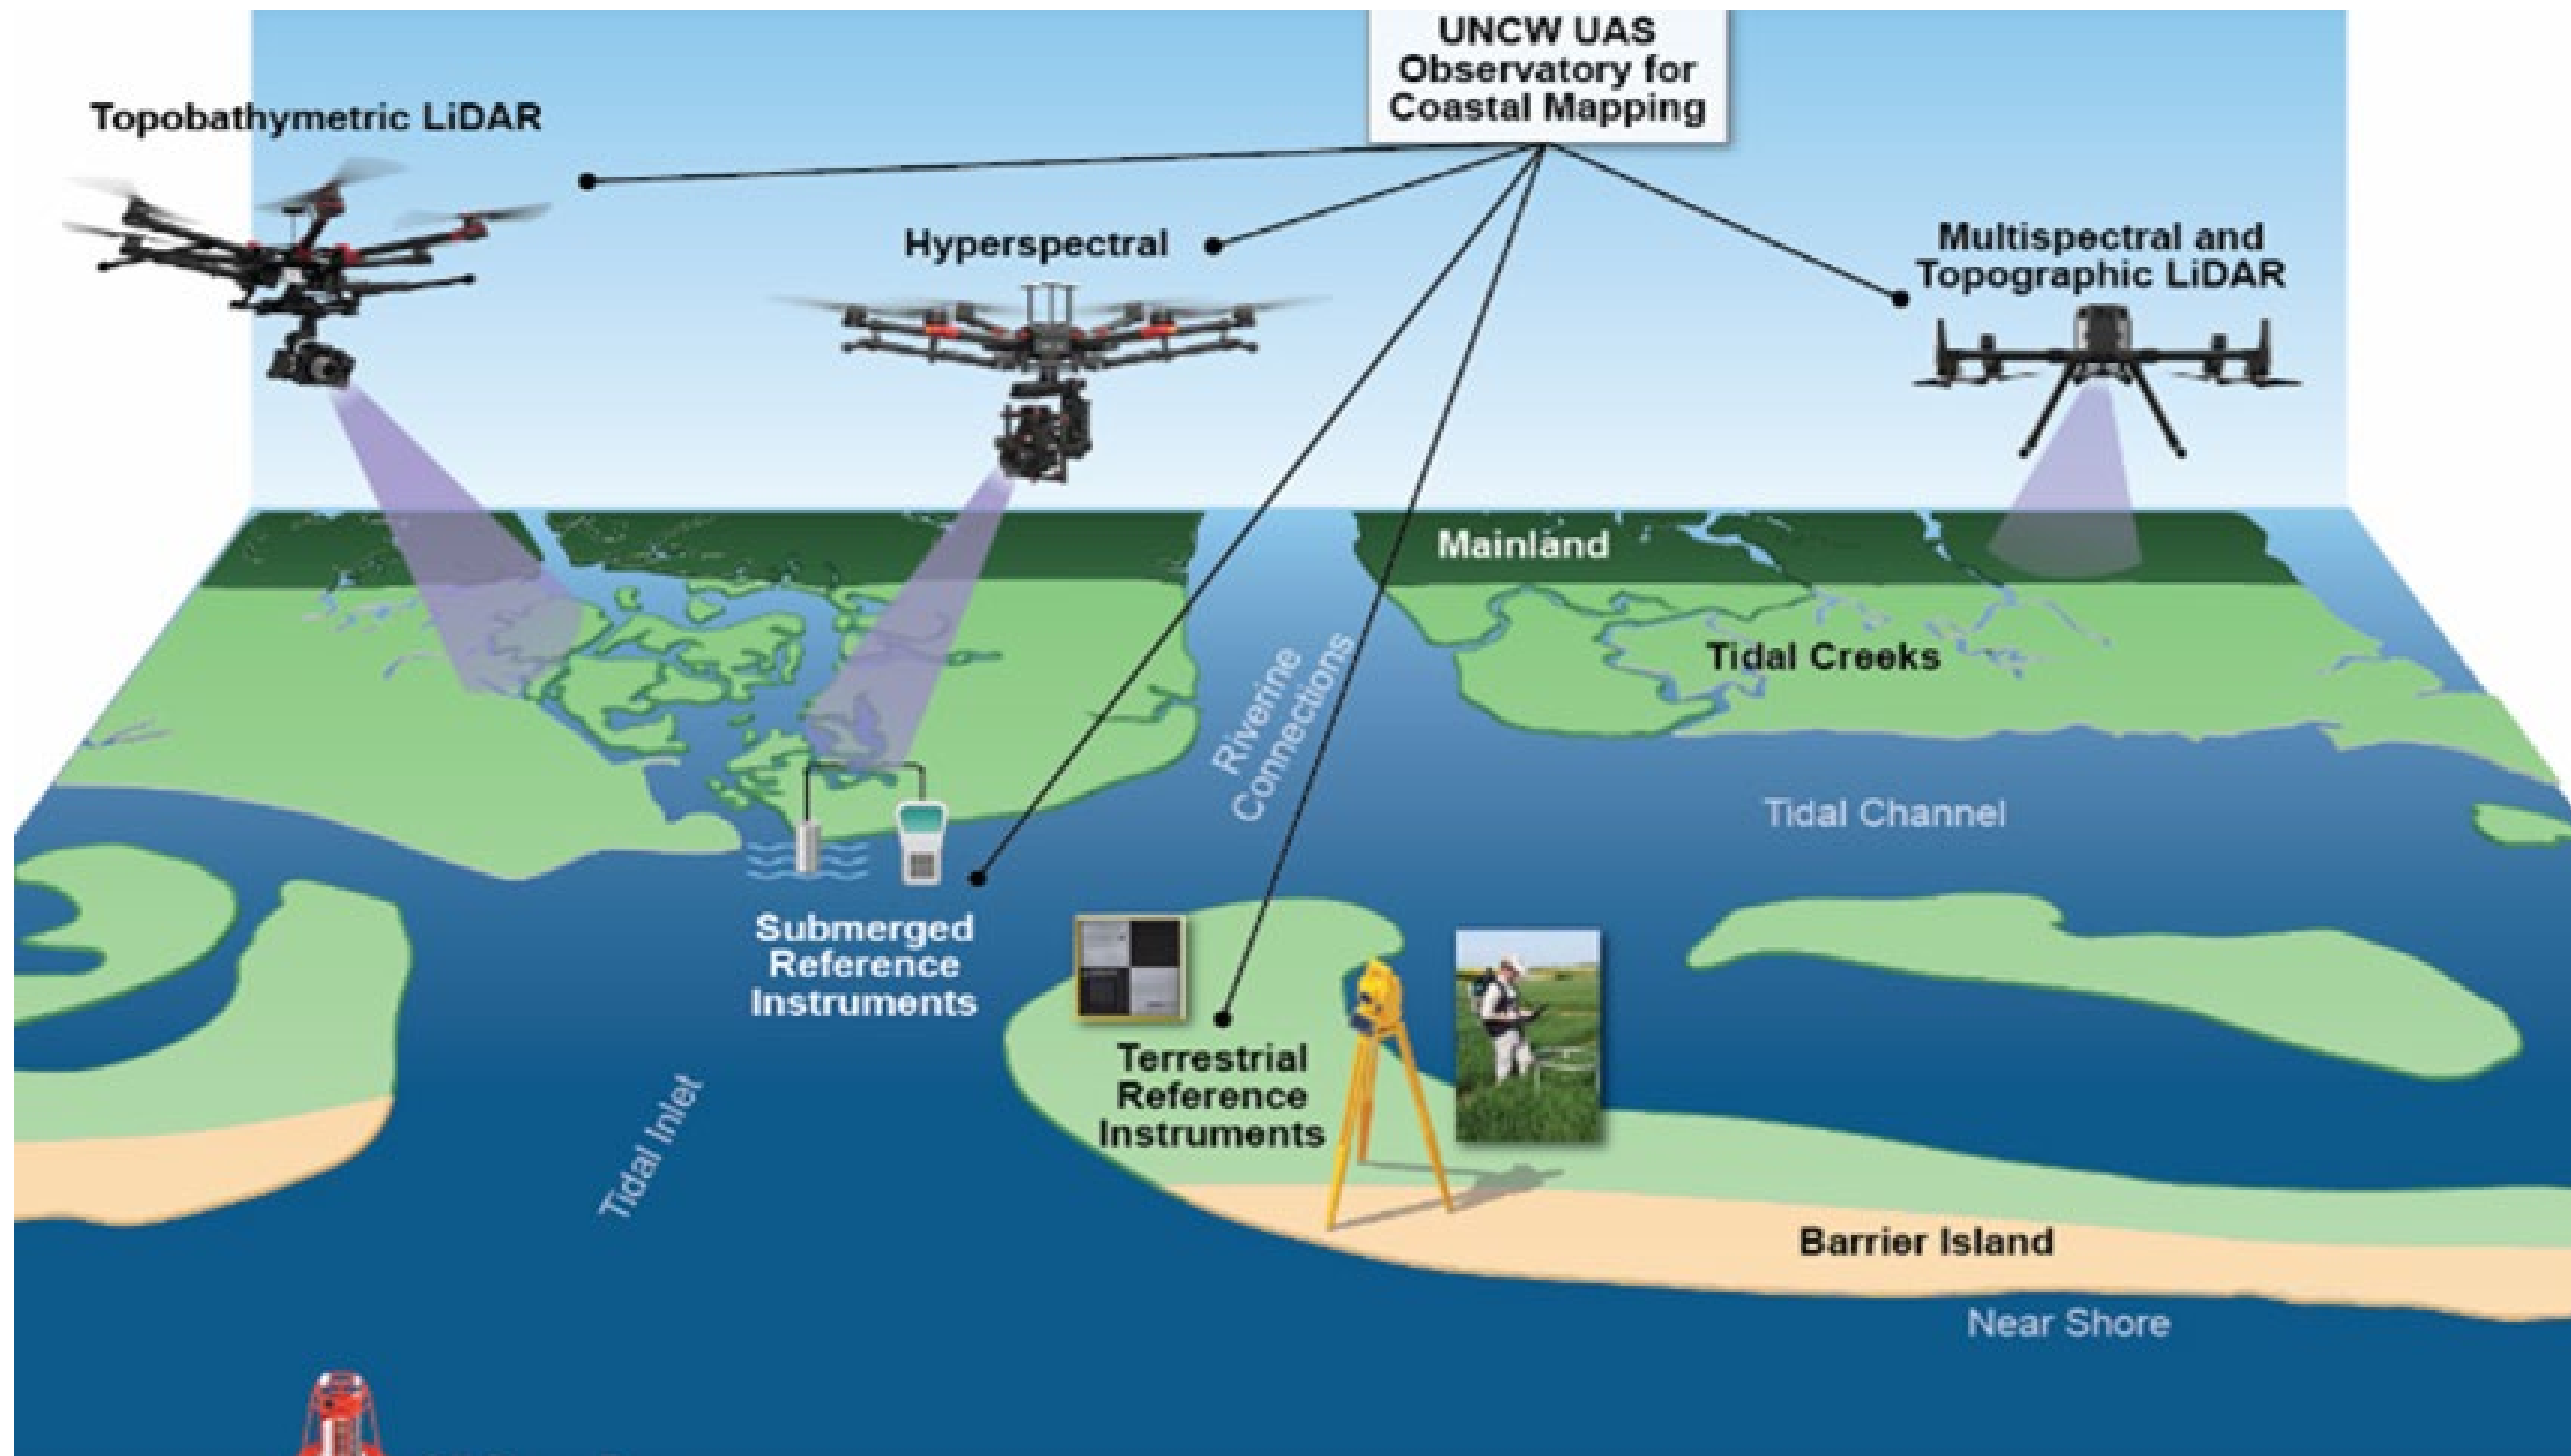 UNCW UAS
Observatory for
Coastal Mapping
Topobathymetric LiDAR
Hyperspectral
Multispectral and
Topographic LiDAR
Mainland
Tidal Creeks
Riverine
Connections
Tidal Channel
Submerged
Reference
Instruments
Terrestrial
Reference
Instruments
Tidal Inlet
Barrier Island
Near Shore